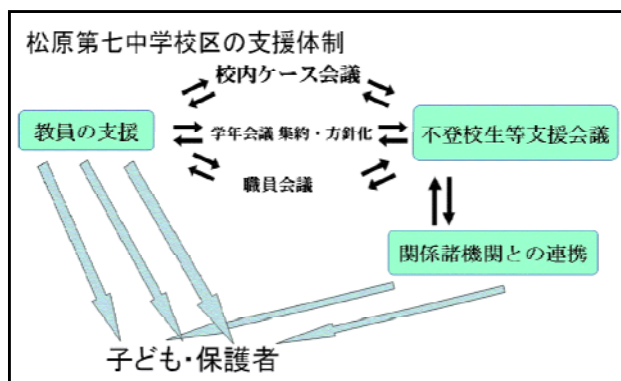 松原第七中学校区の支援体制
校内ケース会議
教員の支援
学年会議 集約・方針化
不登校生等支援会議
職員会議
関係諸機関との連携
子ども・保護者